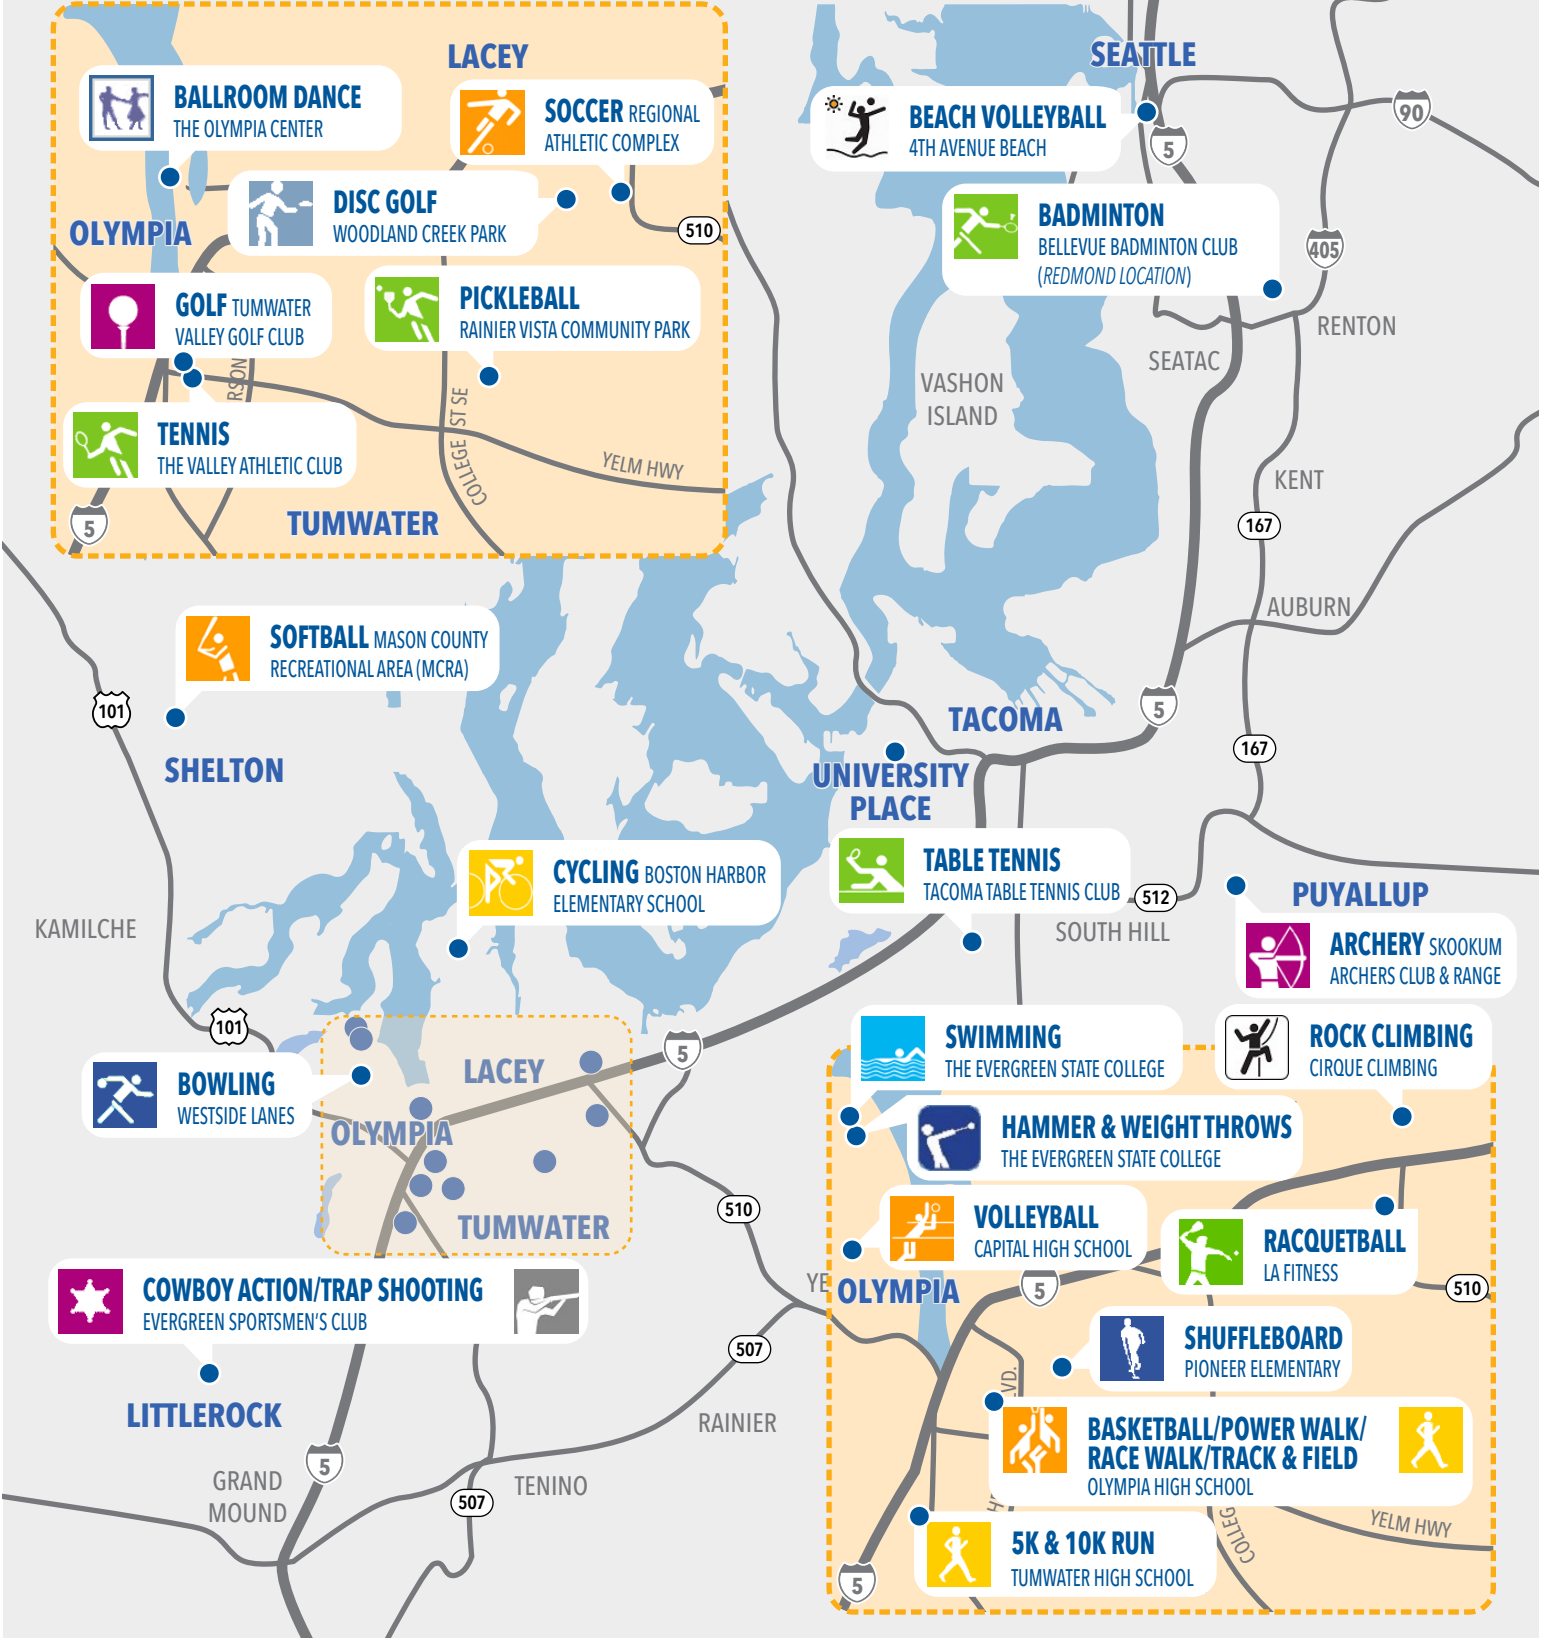 LACEY
BALLROOM DANCE
THE OLYMPIA CENTER
SOCCER REGIONAL
ATHLETIC COMPLEX
DISC GOLF
WOODLAND CREEK PARK
OLYMPIA
510
GOLF TUMWATER
VALLEY GOLF CLUB
PICKLEBALL
RAINIER VISTA COMMUNITY PARK
RSON
COLLEGE ST SE
TENNIS
THE VALLEY ATHLETIC CLUB
YELM HWY
5
TUMWATER
SEATTLE
BEACH VOLLEYBALL
4TH AVENUE BEACH
90
5
BADMINTON
BELLEVUE BADMINTON CLUB
(REDMOND LOCATION)
405
RENTON
SEATAC
VASHON
ISLAND
KENT
167
AUBURN
SOFTBALL MASON COUNTY
RECREATIONAL AREA (MCRA)
101
SHELTON
5
TACOMA
167
UNIVERSITY
PLACE
TABLE TENNIS
TACOMA TABLE TENNIS CLUB
512
PUYALLUP
SOUTH HILL
ARCHERY SKOOKUM
ARCHERS CLUB & RANGE
CYCLING BOSTON HARBOR
ELEMENTARY SCHOOL
KAMILCHE
101
BOWLING
WESTSIDE LANES
LACEY
5
OLYMPIA
TUMWATER
510
SWIMMING
THE EVERGREEN STATE COLLEGE
ROCK CLIMBING
CIRQUE CLIMBING
HAMMER & WEIGHT THROWS
THE EVERGREEN STATE COLLEGE
VOLLEYBALL
CAPITAL HIGH SCHOOL
RACQUETBALL
LA FITNESS
YE
OLYMPIA
5
510
COWBOY ACTION/TRAP SHOOTING
EVERGREEN SPORTSMEN'S CLUB
LITTLEROCK
507
SHUFFLEBOARD
PIONEER ELEMENTARY
VD.
RAINIER
BASKETBALL/POWER WALK/
RACE WALK/TRACK & FIELD
OLYMPIA HIGH SCHOOL
5
GRAND
MOUND
TENINO
507
HE
COLLEG
YELM HWY
5K & 10K RUN
TUMWATER HIGH SCHOOL
5